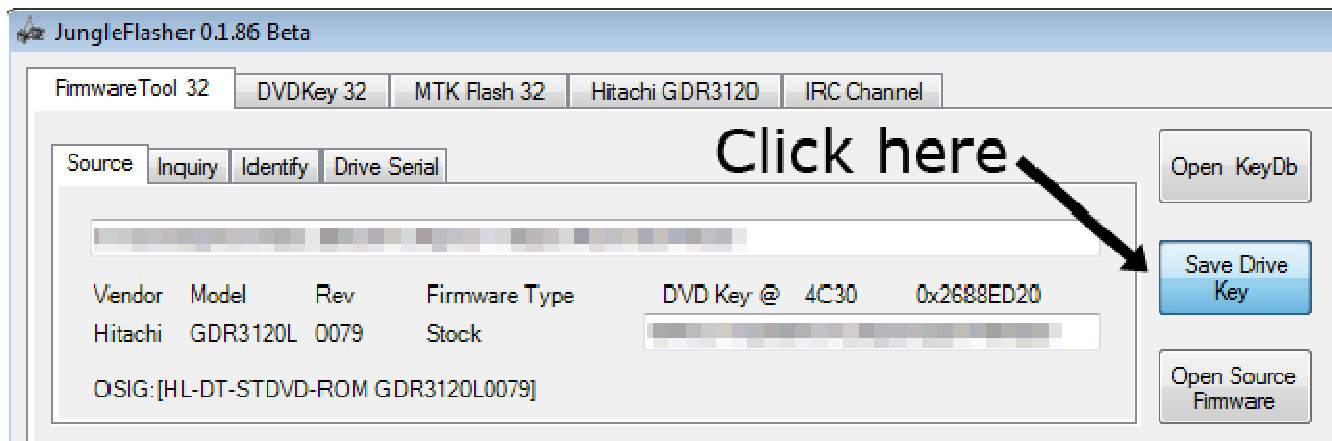 JungleFlasher 0.1.86 Beta
FirmwareTool 32 DVDKey 32 MTK Flash 32 Hitachi GDR3120 IRC Channel
Click here
Source Inquiry Identify Drive Serial
Open KeyDb
Save Drive
Key
Vendor Model Rev Firmware Type DVD Key @ 4C30 0x2688ED20
Hitachi GDR3120L 0079 Stock
OSIG:[HL-DT-STDVD-ROM GDR3120L0079]
Open Source
Firmware